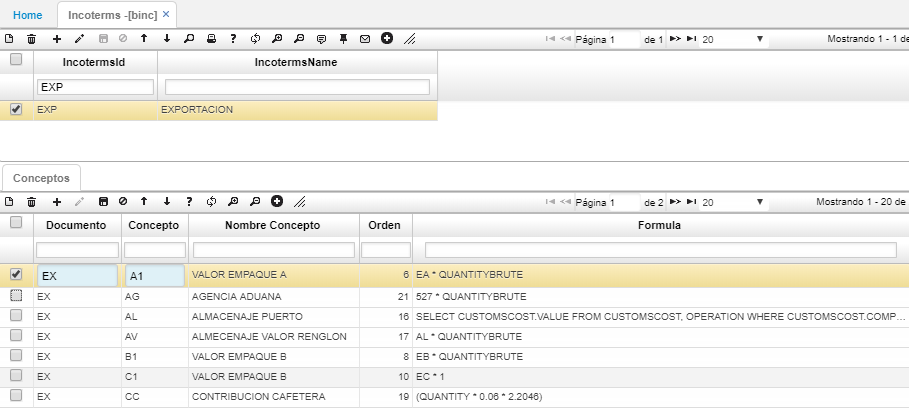 Home Incoterms -[binc] ×
Página 1 de 1 20 Mostrando 1 - 1 de
IncotermsId IncotermsName
EXP
EXP EXPORTACION
Conceptos
Página 1 de 2 20 Mostrando 1 - 20 de
Documento Concepto Nombre Concepto Orden Formula
EX A1 VALOR EMPAQUE A 6 EA * QUANTITYBRUTE
EX AG AGENCIA ADUANA 21 527 * QUANTITYBRUTE
EX AL ALMACENAJE PUERTO 16 SELECT CUSTOMSCOST.VALUE FROM CUSTOMSCOST, OPERATION WHERE CUSTOMSCOST.COMP...
EX AV ALMECENAJE VALOR RENGLON 17 AL * QUANTITYBRUTE
EX B1 VALOR EMPAQUE B 8 EB * QUANTITYBRUTE
EX C1 VALOR EMPAQUE B 10 EC * 1
EX CC CONTRIBUCION CAFETERA 19 (QUANTITY * 0.06 * 2.2046)